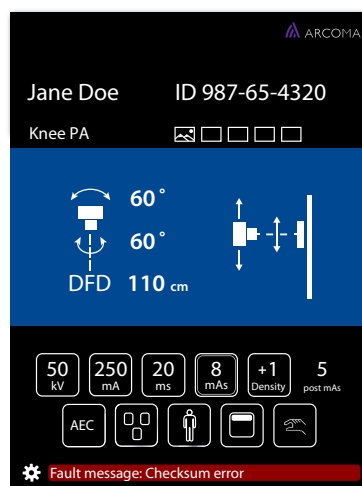 ARCOMA
Jane Doe ID 987-65-4320
Knee PA
60°
60°
DFD 110 cm
50 250 20 8 +1 5
kV mA ms mAs Density post mAs
AEC
Fault message: Checksum error